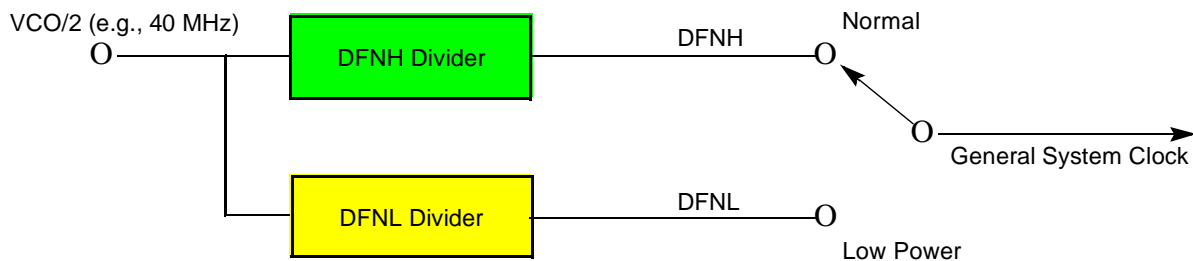 VCO/2 (e.g., 40 MHz)
DFNH Divider
DFNH
Normal
General System Clock
DFNL Divider
DFNL
Low Power